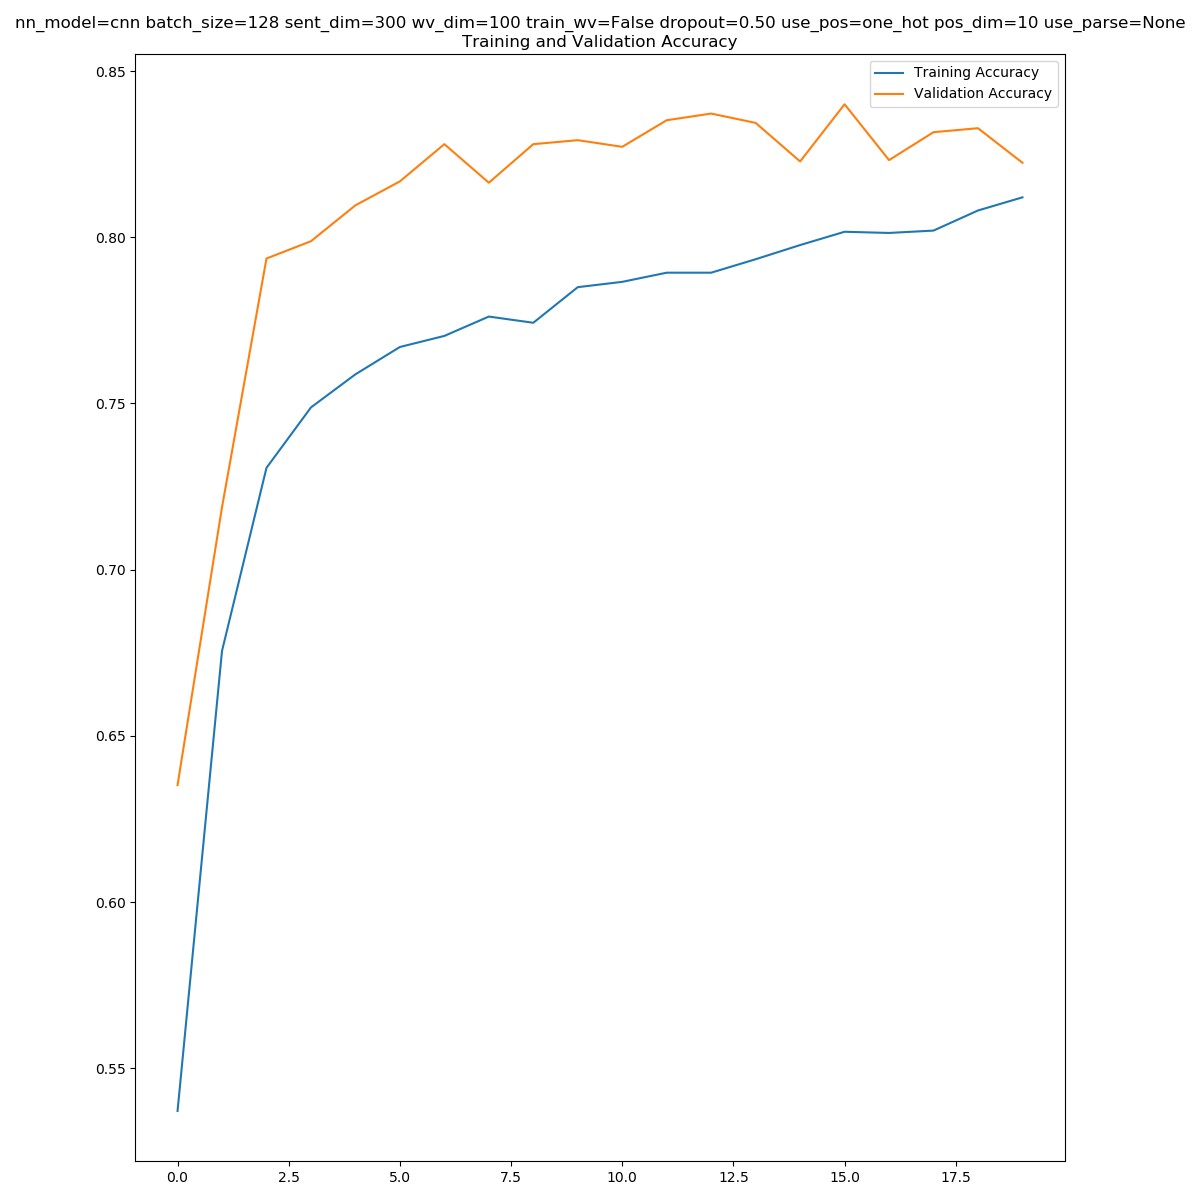 nn_model=cnn batch_size=128 sent_dim=300 wv_dim=100 train_wv=False dropout=0.50 use_pos=one_hot pos_dim=10 use_parse=None
Training and Validation Accuracy
Training Accuracy
Validation Accuracy
0.85
0.80
0.75
0.70
0.65
0.60
0.55
0.0 2.5 5.0 7.5 10.0 12.5 15.0 17.5